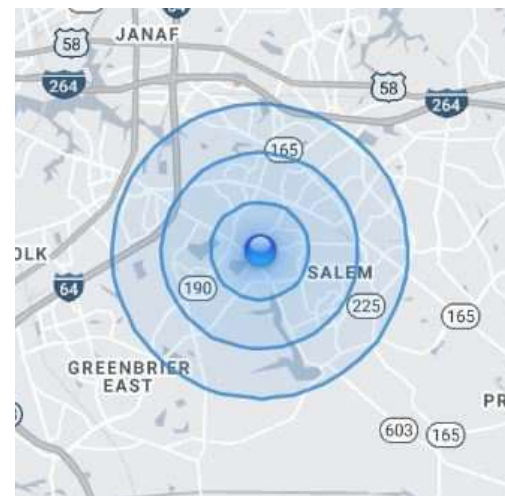 JANAF
58
264
58
264
165
OLK
SALEM
64
190
225
165
GREENBRIER
EAST
PR
603
165